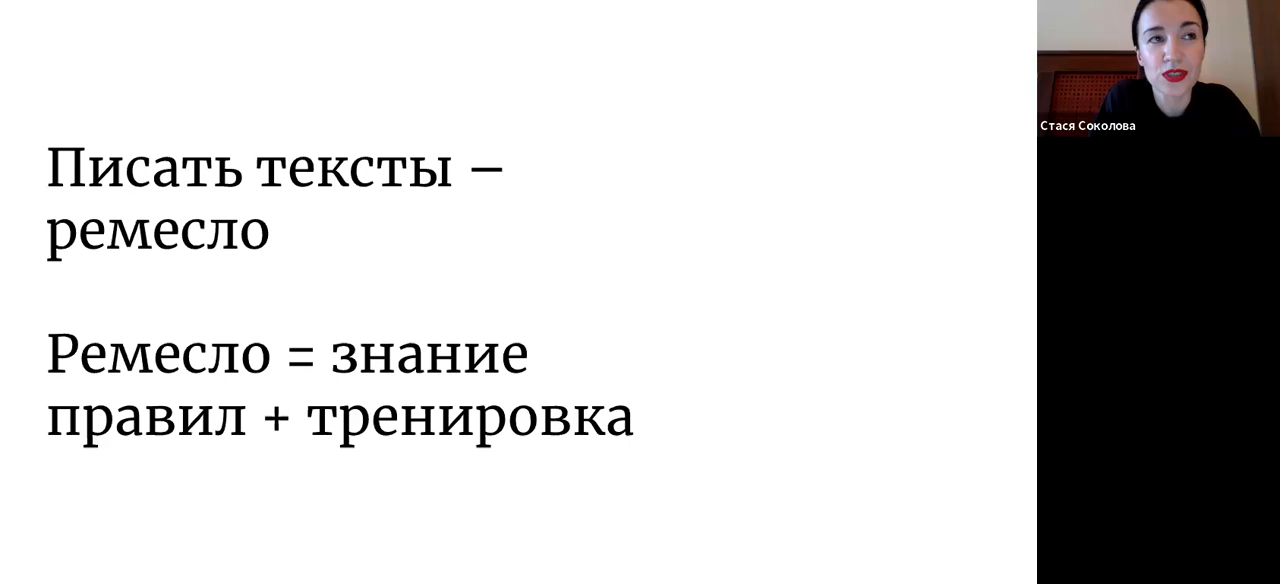 Писать тексты –
ремесло
Ремесло = знание
правил + тренировка
Стася Соколова